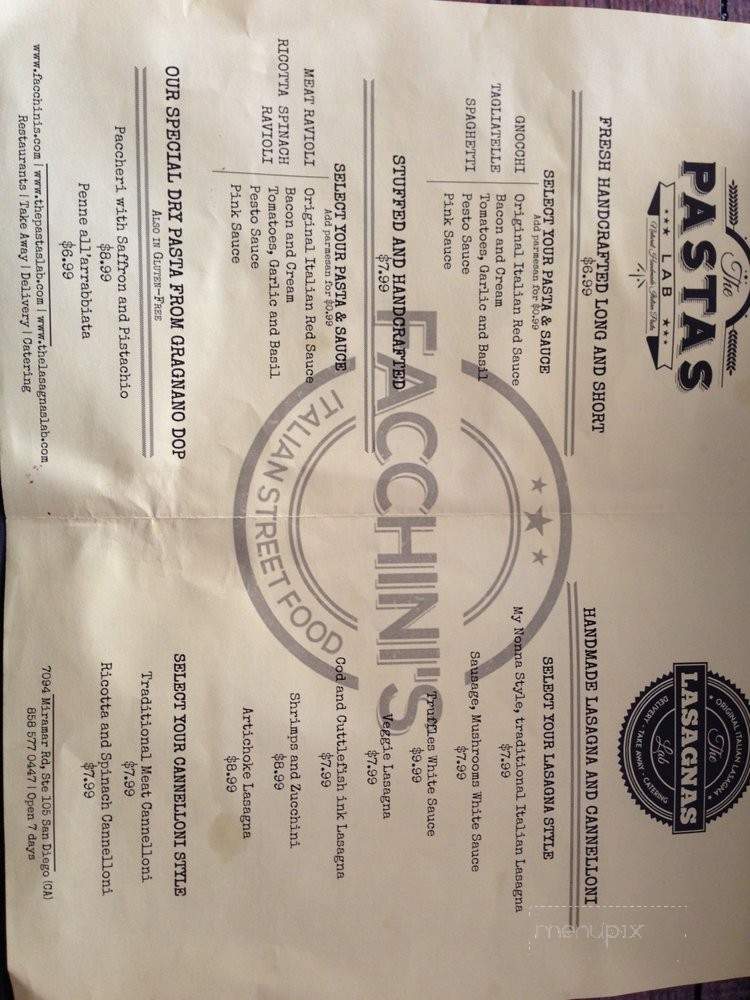 The
PASTAS
★★★ LAB ★★★
FRESH HANDCRAFTED LONG AND SHORT
$6.99
SELECT YOUR PASTA & SAUCE
Add parmesan for $0.99
GNOCCHI
TAGLIATELLE
SPAGHETTI
Original Italian Red Sauce
Bacon and Cream
Tomatoes, Garlic and Basil
Pesto Sauce
Pink Sauce
STUFFED AND HANDCRAFTED
$7.99
SELECT YOUR PASTA & SAUCE
Add parmesan for $0.99
MEAT RAVIOLI
RICOTTA SPINACH
RAVIOLI
Original Italian Red Sauce
Bacon and Cream
Tomatoes, Garlic and Basil
Pesto Sauce
Pink Sauce
OUR SPECIAL DRY PASTA FROM GRAGNANO DOP
ALSO IN GLUTEN-FREE
Paccheri with Saffron and Pistachio
$8.99
Penne all'arrabbiata
$6.99
www.facchinis.com | www.thepastaslab.com | www.thelasagnaslab.com
Restaurants | Take Away | Delivery | Catering
FACCHINI'S
ITALIAN STREET FOOD
ORIGINAL ITALIAN LASAGNA
The
LASAGNAS
Lab
DELIVERY - TAKE AWAY - CATERING
HANDMADE LASAGNA AND CANNELLONI
SELECT YOUR LASAGNA STYLE
My Nonna Style, traditional Italian Lasagna
$7.99
Sausage, Mushrooms White Sauce
$7.99
Truffles White Sauce
$9.99
Veggie Lasagna
$7.99
Cod and Cuttlefish ink Lasagna
$7.99
Shrimps and Zucchini
$8.99
Artichoke Lasagna
$8.99
SELECT YOUR CANNELLONI STYLE
Traditional Meat Cannelloni
$7.99
Ricotta and Spinach Cannelloni
$7.99
7094 Miramar Rd, Ste 105 San Diego (CA)
858 577 0447 | Open 7 days
menupix